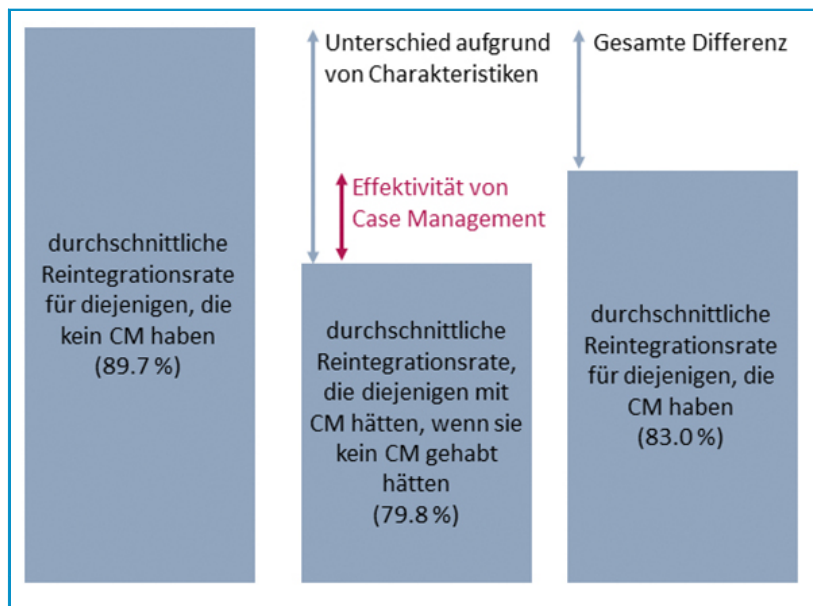 Unterschied aufgrund
von Charakteristiken
Gesamte Differenz
Effektivität von
Case Management
durchschnittliche
Reintegrationsrate
für diejenigen, die
kein CM haben
(89.7 %)
durchschnittliche
Reintegrationsrate,
die diejenigen mit
CM hätten, wenn sie
kein CM gehabt
hätten
(79.8 %)
durchschnittliche
Reintegrationsrate
für diejenigen, die
CM haben
(83.0 %)